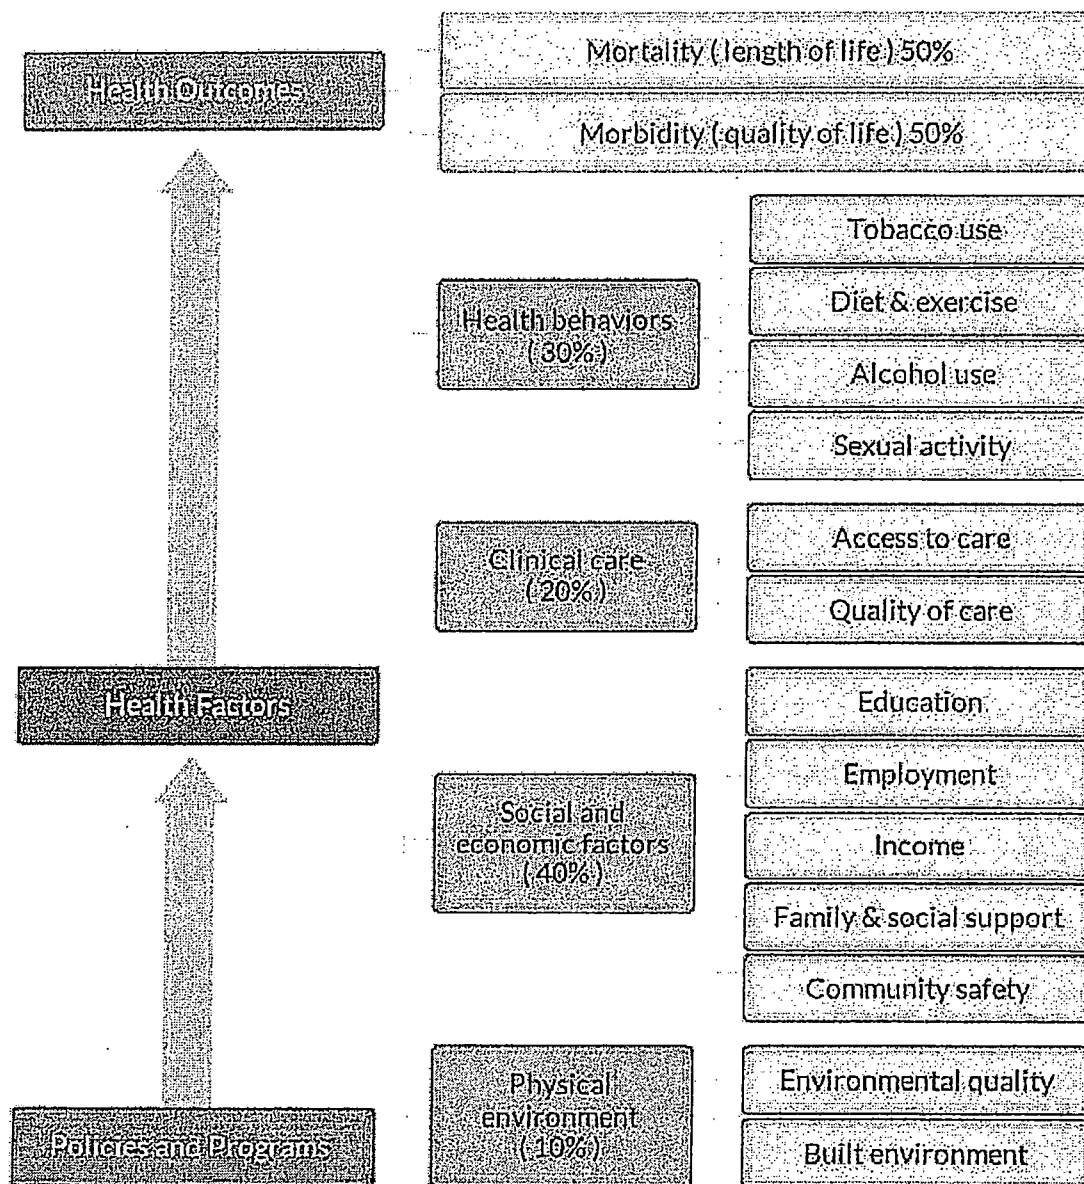 Health Outcomes
Mortality (length of life) 50%
Morbidity (quality of life) 50%
Health behaviors
(30%)
Tobacco use
Diet & exercise
Alcohol use
Sexual activity
Clinical care
(20%)
Access to care
Quality of care
Health Factors
Social and
economic factors
(40%)
Education
Employment
Income
Family & social support
Community safety
Policies and Programs
Physical
environment
(10%)
Environmental quality
Built environment